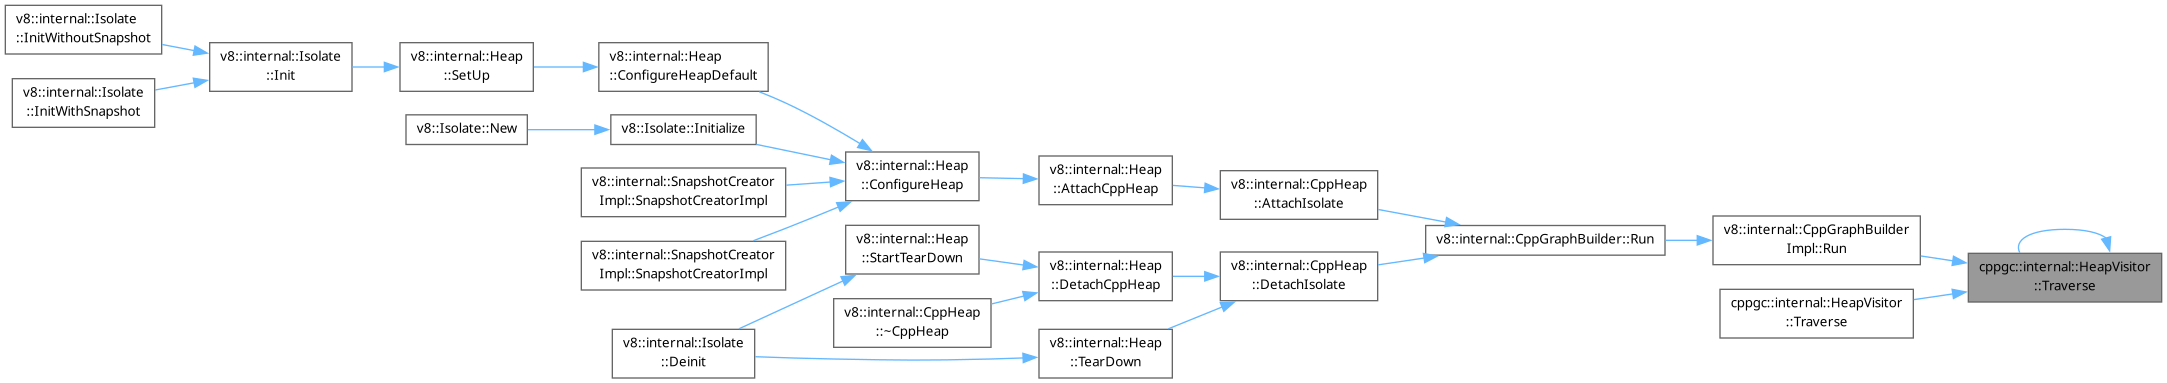 v8::internal::Isolate
::InitWithoutSnapshot
v8::internal::Isolate
::InitWithSnapshot
v8::internal::Isolate
::Init
v8::internal::Heap
::SetUp
v8::Isolate::New
v8::internal::Heap
::ConfigureHeapDefault
v8::Isolate::Initialize
v8::internal::SnapshotCreator
Impl::SnapshotCreatorImpl
v8::internal::SnapshotCreator
Impl::SnapshotCreatorImpl
v8::internal::Isolate
::Deinit
v8::internal::Heap
::ConfigureHeap
v8::internal::Heap
::StartTearDown
v8::internal::CppHeap
::~CppHeap
v8::internal::Heap
::AttachCppHeap
v8::internal::Heap
::DetachCppHeap
v8::internal::Heap
::TearDown
v8::internal::CppHeap
::AttachIsolate
v8::internal::CppHeap
::DetachIsolate
v8::internal::CppGraphBuilder::Run
v8::internal::CppGraphBuilder
Impl::Run
cppgc::internal::HeapVisitor
::Traverse
cppgc::internal::HeapVisitor
::Traverse